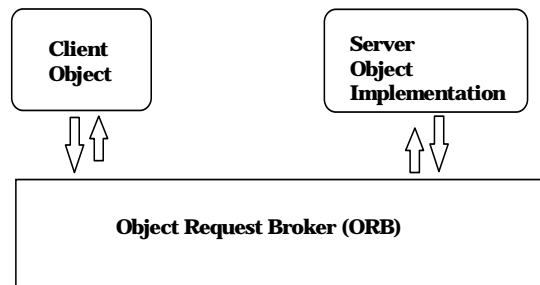 Client
Object
Server
Object
Implementation
Object Request Broker (ORB)